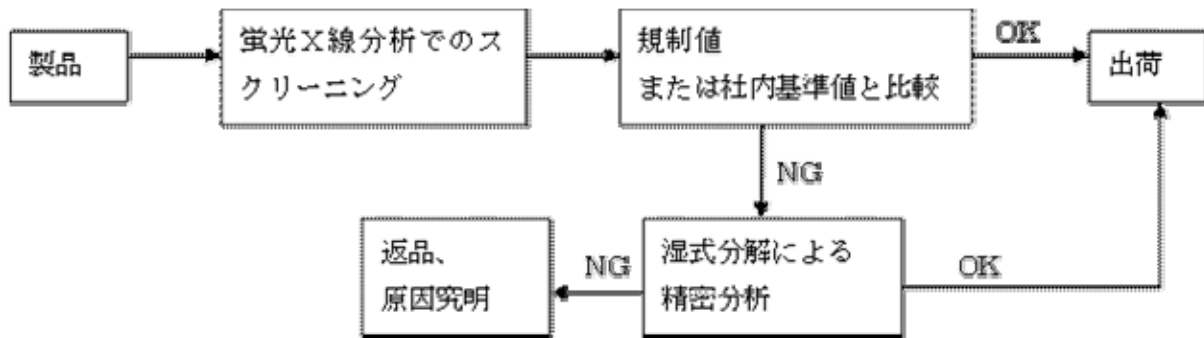 製品
蛍光X線分析でのス
クリーニング
規制値
または社内基準値と比較
OK
出荷
NG
返品、
原因究明
NG
湿式分解による
精密分析
OK